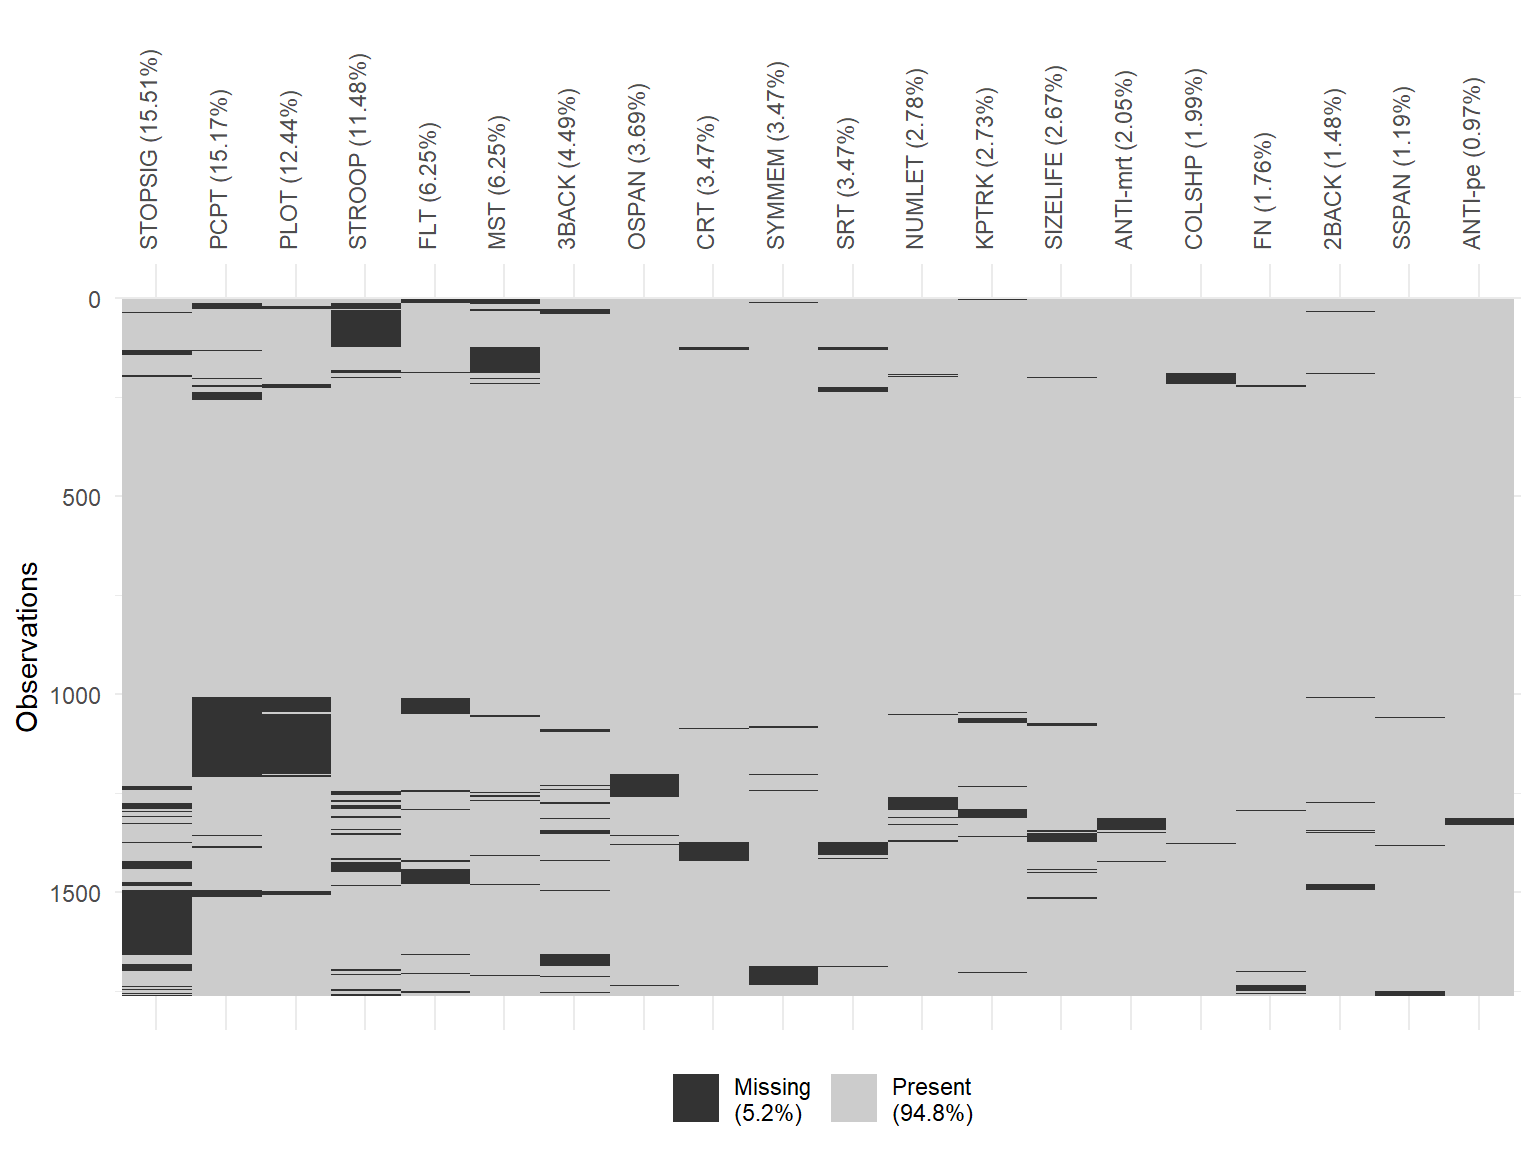 STOPSIG (15.51%)
PCPT (15.17%)
PLOT (12.44%)
STROOP (11.48%)
FLT (6.25%)
MST (6.25%)
3BACK (4.49%)
OSPAN (3.69%)
CRT (3.47%)
SYMMEM (3.47%)
SRT (3.47%)
NUMLET (2.78%)
KPTRK (2.73%)
SIZELIFE (2.67%)
ANTI-mrt (2.05%)
COLSHP (1.99%)
FN (1.76%)
2BACK (1.48%)
SSPAN (1.19%)
ANTI-pe (0.97%)
0
500
1000
1500
Observations
Missing
(5.2%)
Present
(94.8%)